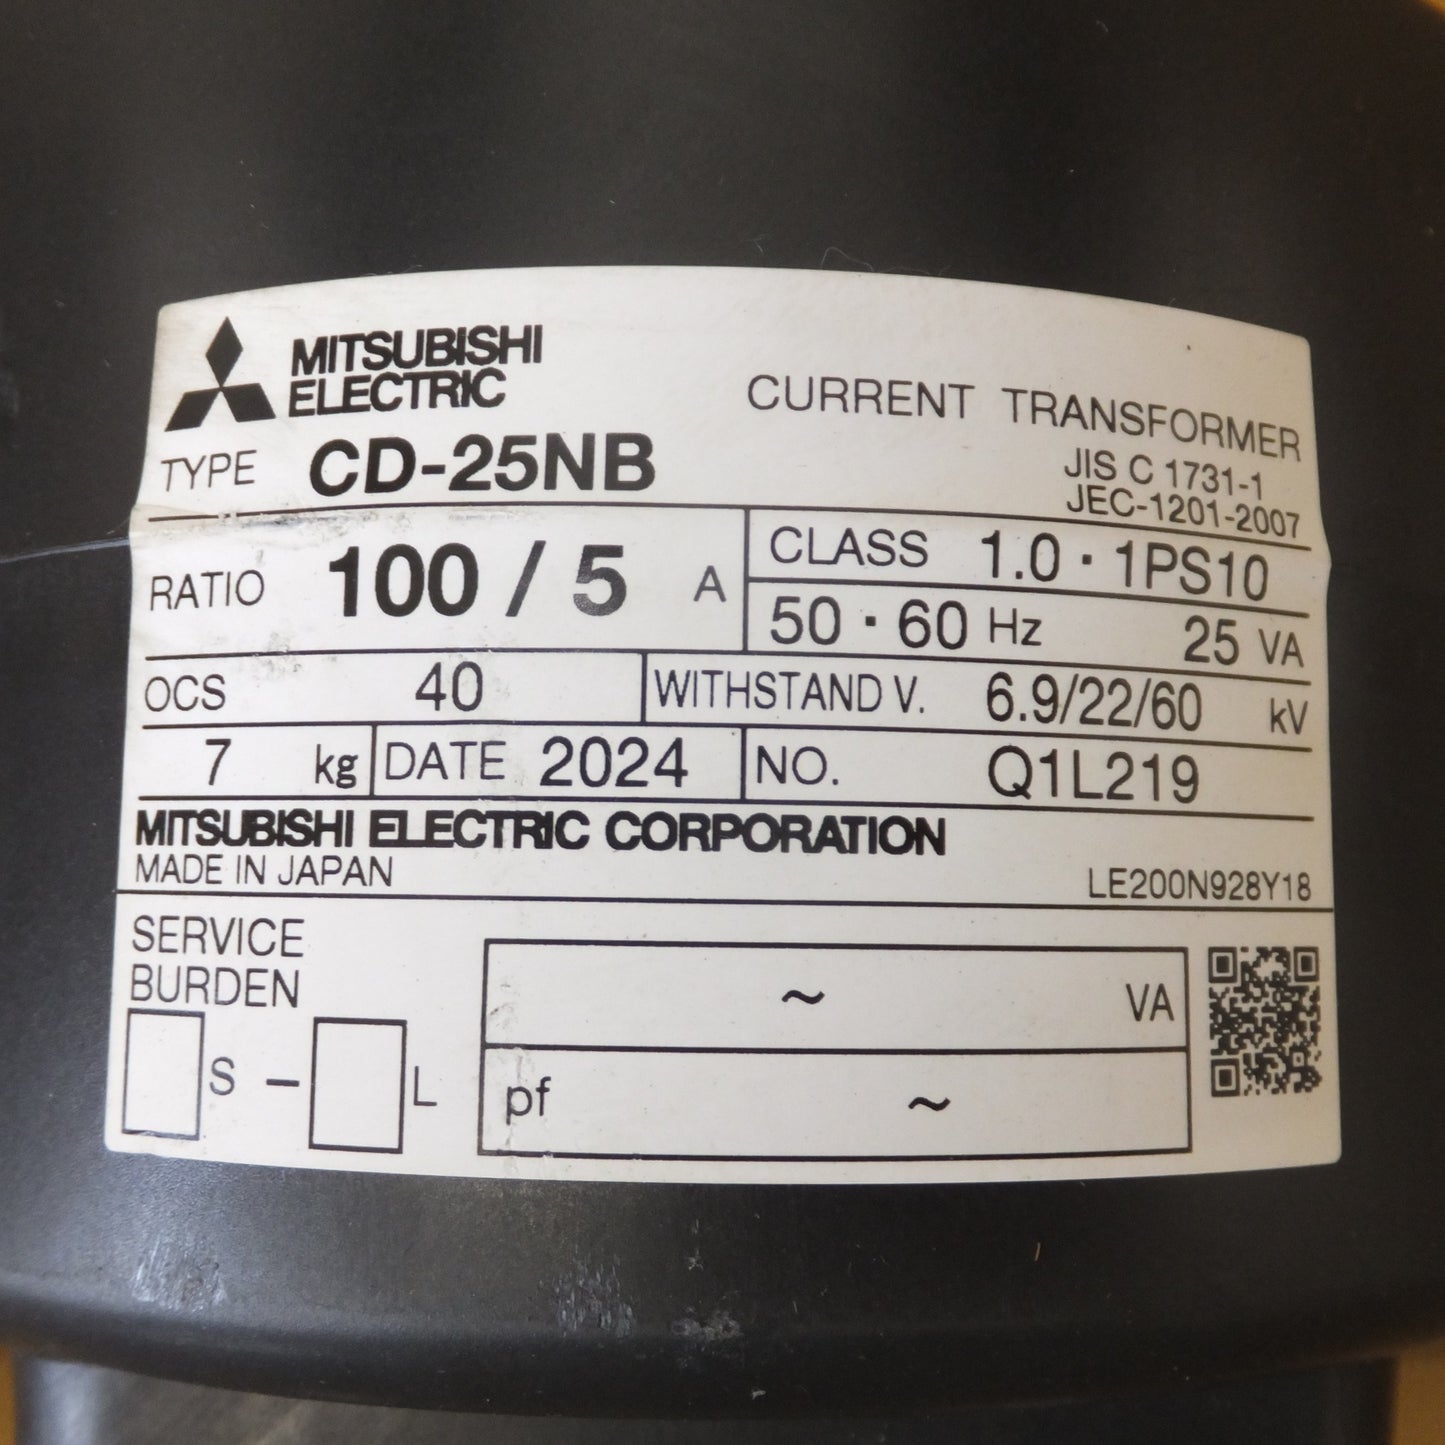 MITSUBISHI
ELECTRIC
CURRENT TRANSFORMER
TYPE CD-25NB
JIS C 1731-1
JEC-1201-2007
RATIO 100 / 5 A
CLASS 1.0・1PS10
50・60 Hz 25 VA
OCS 40
WITHSTAND V. 6.9/22/60 kV
7 kg
DATE 2024
NO. Q1L219
MITSUBISHI ELECTRIC CORPORATION
MADE IN JAPAN
LE200N928Y18
SERVICE
BURDEN
~ VA
S – L
pf ~